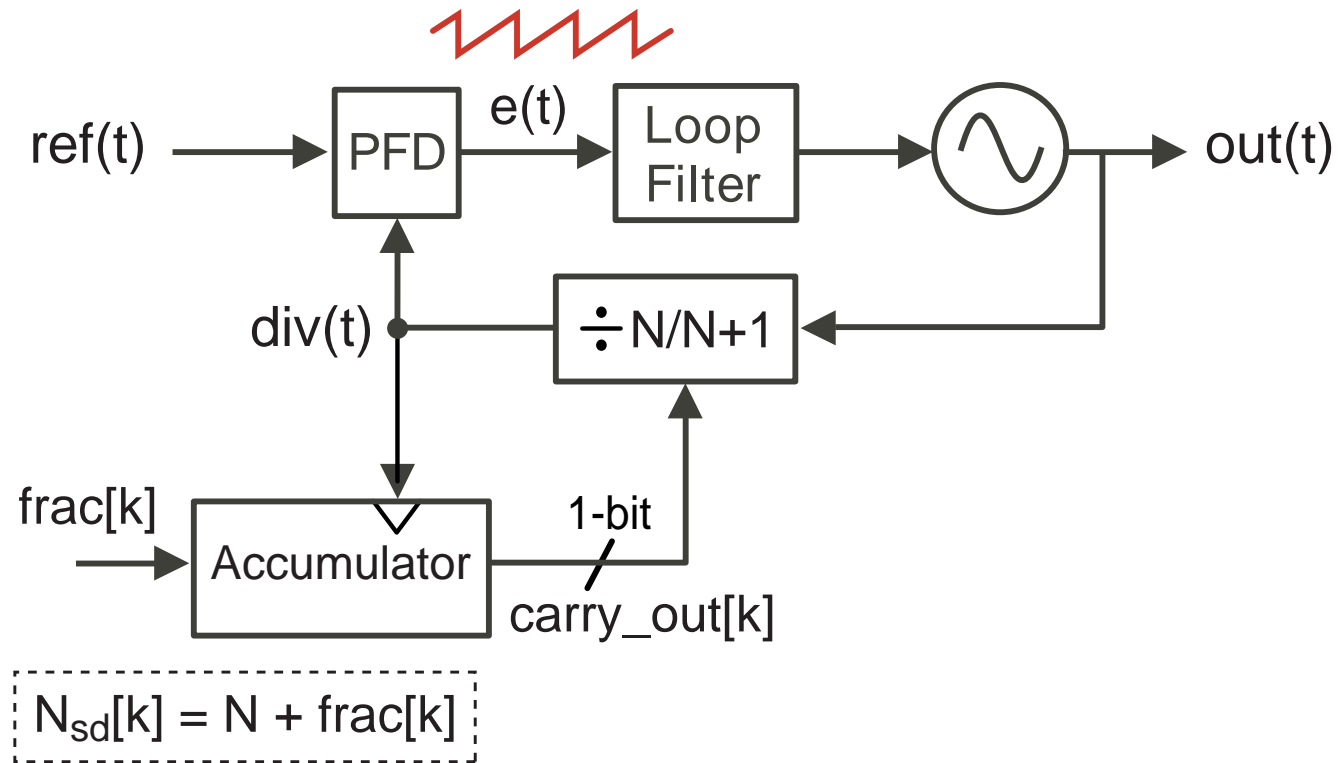 e(t)
ref(t)
PFD
Loop
Filter
out(t)
div(t)
÷ N/N+1
frac[k]
Accumulator
1-bit
carry_out[k]
N_sd[k] = N + frac[k]